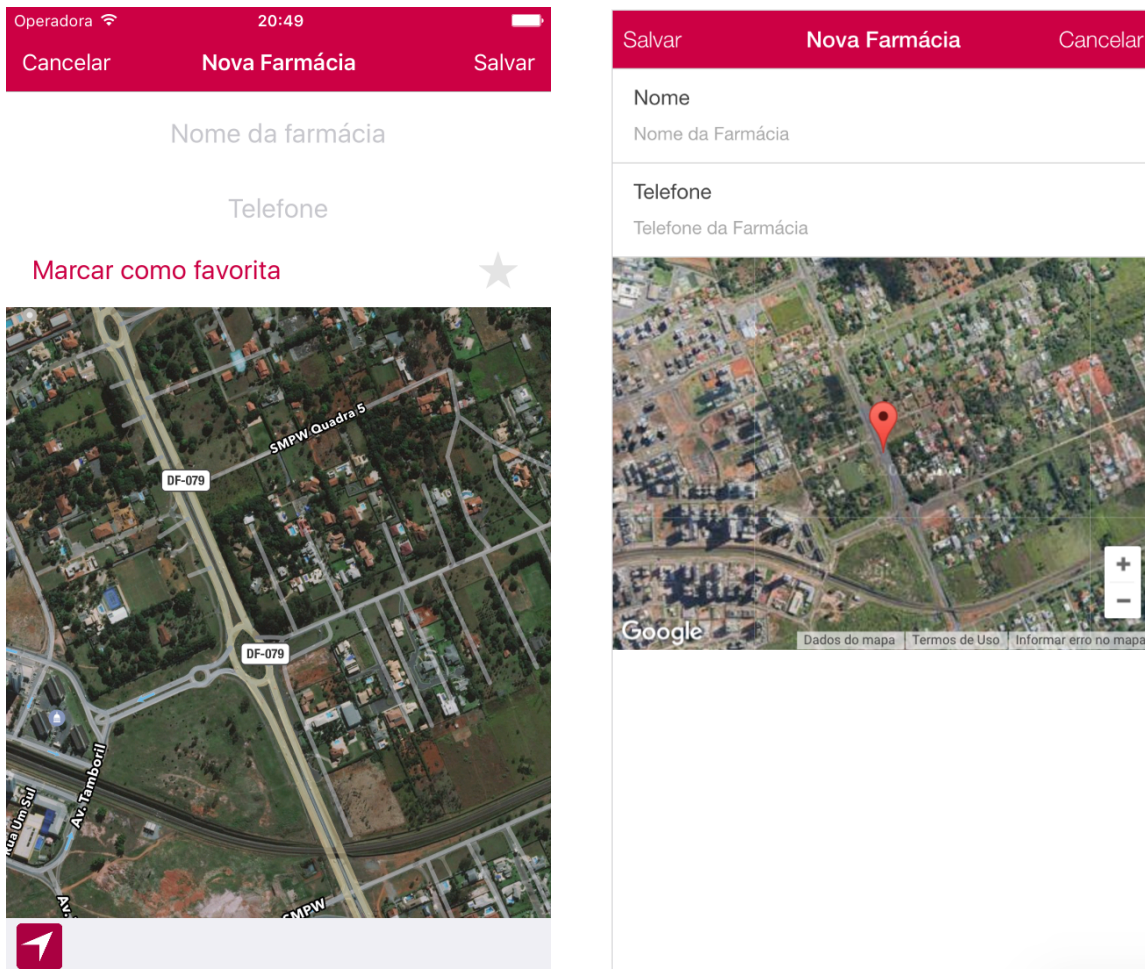 Operadora 20:49
Cancelar Nova Farmácia Salvar
Nome da farmácia
Telefone
Marcar como favorita
SMPW Quadra 5
DF-079
DF-079
Av. Tamboril
Rua Um Sul
Av.
SMPW
Salvar Nova Farmácia Cancelar
Nome
Nome da Farmácia
Telefone
Telefone da Farmácia
+
−
Google
Dados do mapa Termos de Uso Informar erro no mapa